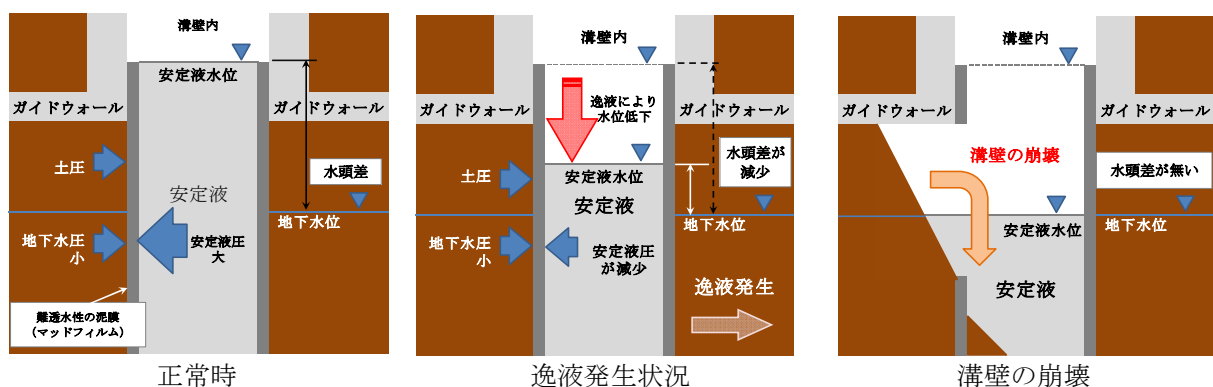 溝壁内
安定液水位
ガイドウォール
ガイドウォール
土圧
水頭差
安定液
地下水位
地下水圧
小
安定液圧
大
難透水性の泥膜
(マッドフィルム)
正常時
溝壁内
逸液により
水位低下
ガイドウォール
水頭差が
減少
土圧
安定液水位
安定液
地下水位
地下水圧
小
安定液圧
が減少
逸液発生
逸液発生状況
溝壁内
ガイドウォール
ガイドウォール
溝壁の崩壊
水頭差が無い
安定液水位
地下水位
安定液
溝壁の崩壊